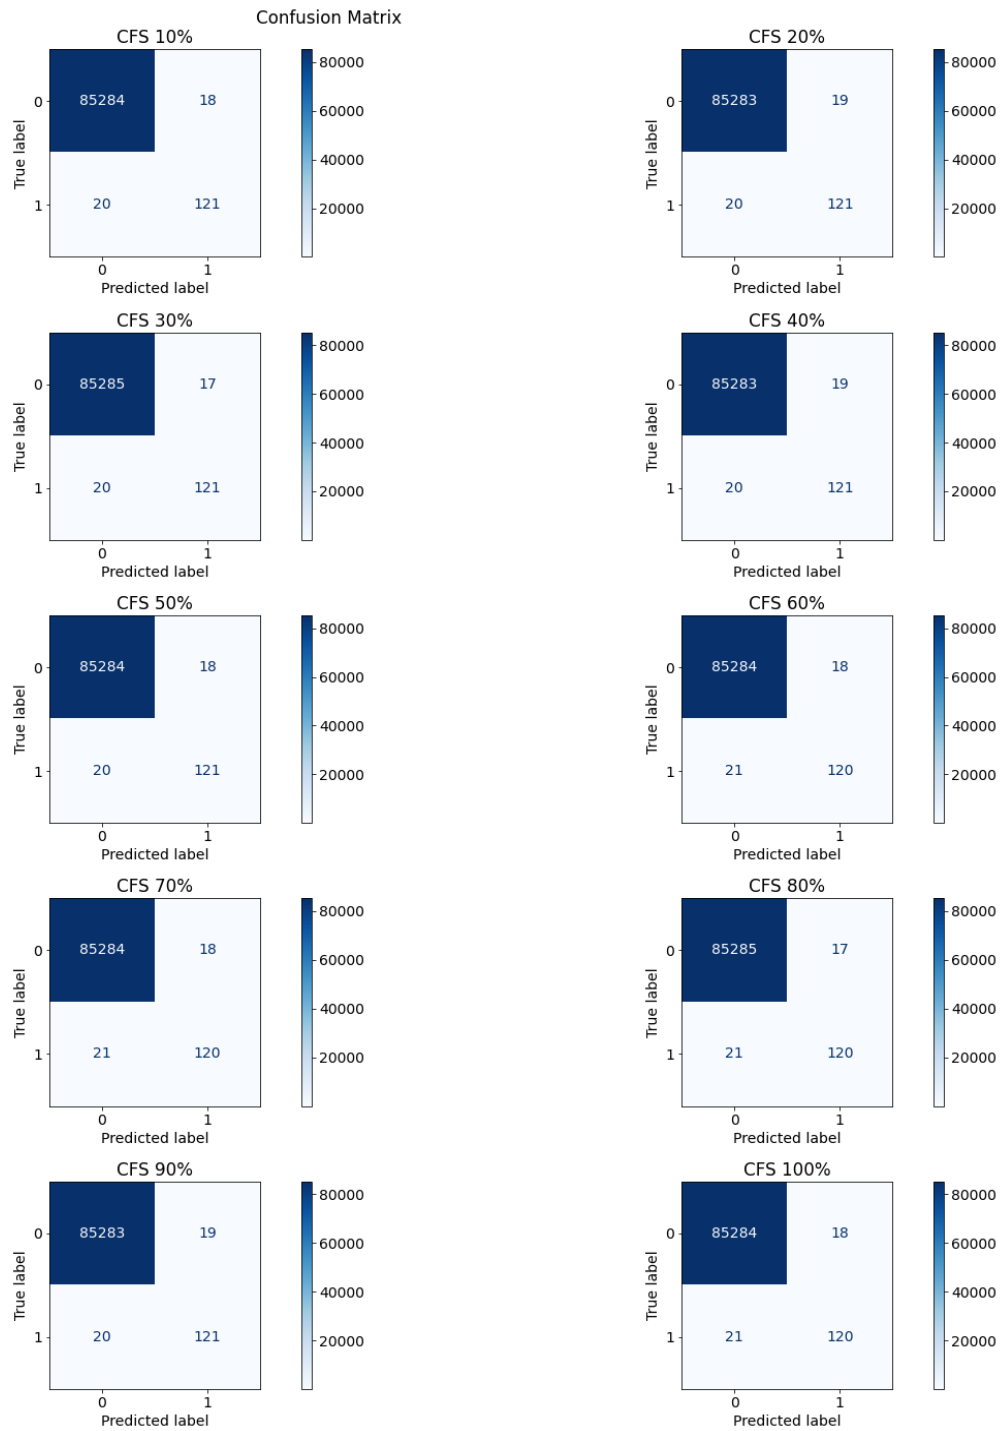 Confusion Matrix
CFS 10%
85284 18
20 121
0
1
True label
0 1
Predicted label
80000
60000
40000
20000
CFS 20%
85283 19
20 121
0
1
True label
0 1
Predicted label
80000
60000
40000
20000
CFS 30%
85285 17
20 121
0
1
True label
0 1
Predicted label
80000
60000
40000
20000
CFS 40%
85283 19
20 121
0
1
True label
0 1
Predicted label
80000
60000
40000
20000
CFS 50%
85284 18
20 121
0
1
True label
0 1
Predicted label
80000
60000
40000
20000
CFS 60%
85284 18
21 120
0
1
True label
0 1
Predicted label
80000
60000
40000
20000
CFS 70%
85284 18
21 120
0
1
True label
0 1
Predicted label
80000
60000
40000
20000
CFS 80%
85285 17
21 120
0
1
True label
0 1
Predicted label
80000
60000
40000
20000
CFS 90%
85283 19
20 121
0
1
True label
0 1
Predicted label
80000
60000
40000
20000
CFS 100%
85284 18
21 120
0
1
True label
0 1
Predicted label
80000
60000
40000
20000